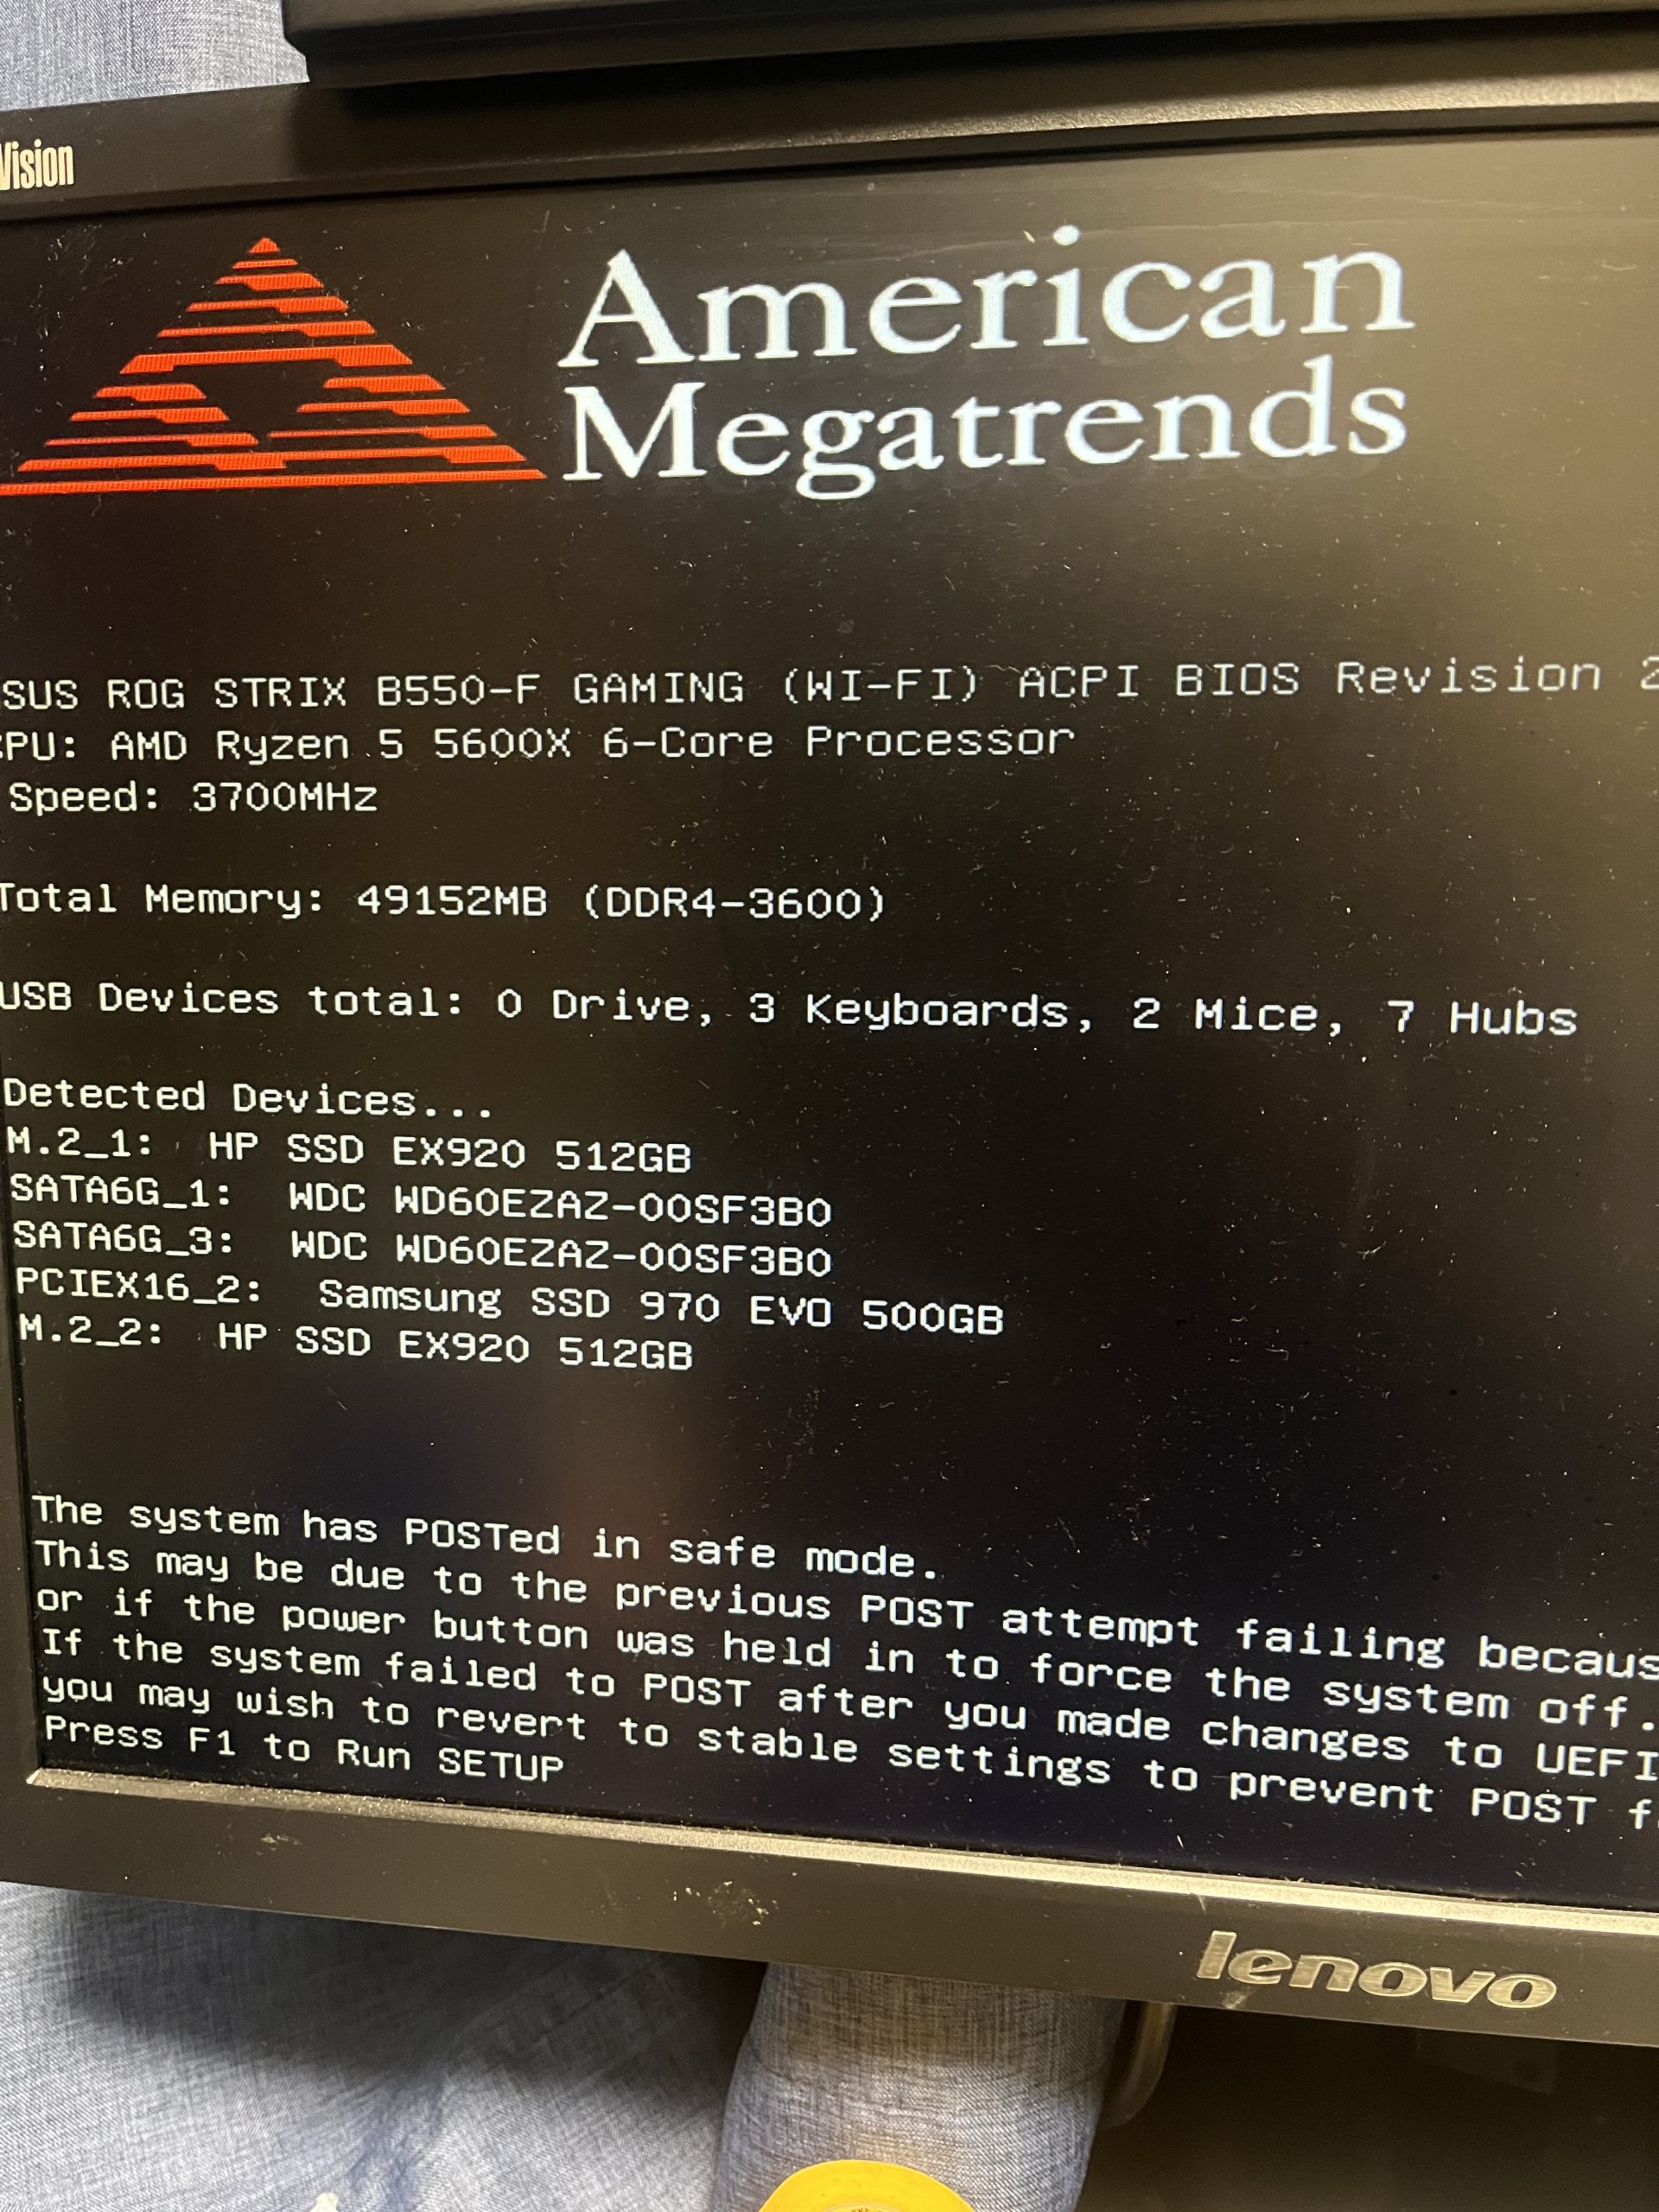 Vision
American
Megatrends
SUS ROG STRIX B550-F GAMING (WI-FI) ACPI BIOS Revision 2
CPU: AMD Ryzen 5 5600X 6-Core Processor
Speed: 3700MHz
Total Memory: 49152MB (DDR4-3600)
USB Devices total: 0 Drive, 3 Keyboards, 2 Mice, 7 Hubs
Detected Devices...
M.2_1: HP SSD EX920 512GB
SATA6G_1: WDC WD60EZAZ-00SF3B0
SATA6G_3: WDC WD60EZAZ-00SF3B0
PCIEX16_2: Samsung SSD 970 EVO 500GB
M.2_2: HP SSD EX920 512GB
The system has POSTed in safe mode.
This may be due to the previous POST attempt failing becaus
or if the power button was held in to force the system off.
If the system failed to POST after you made changes to UEFI
you may wish to revert to stable settings to prevent POST f
Press F1 to Run SETUP
lenovo